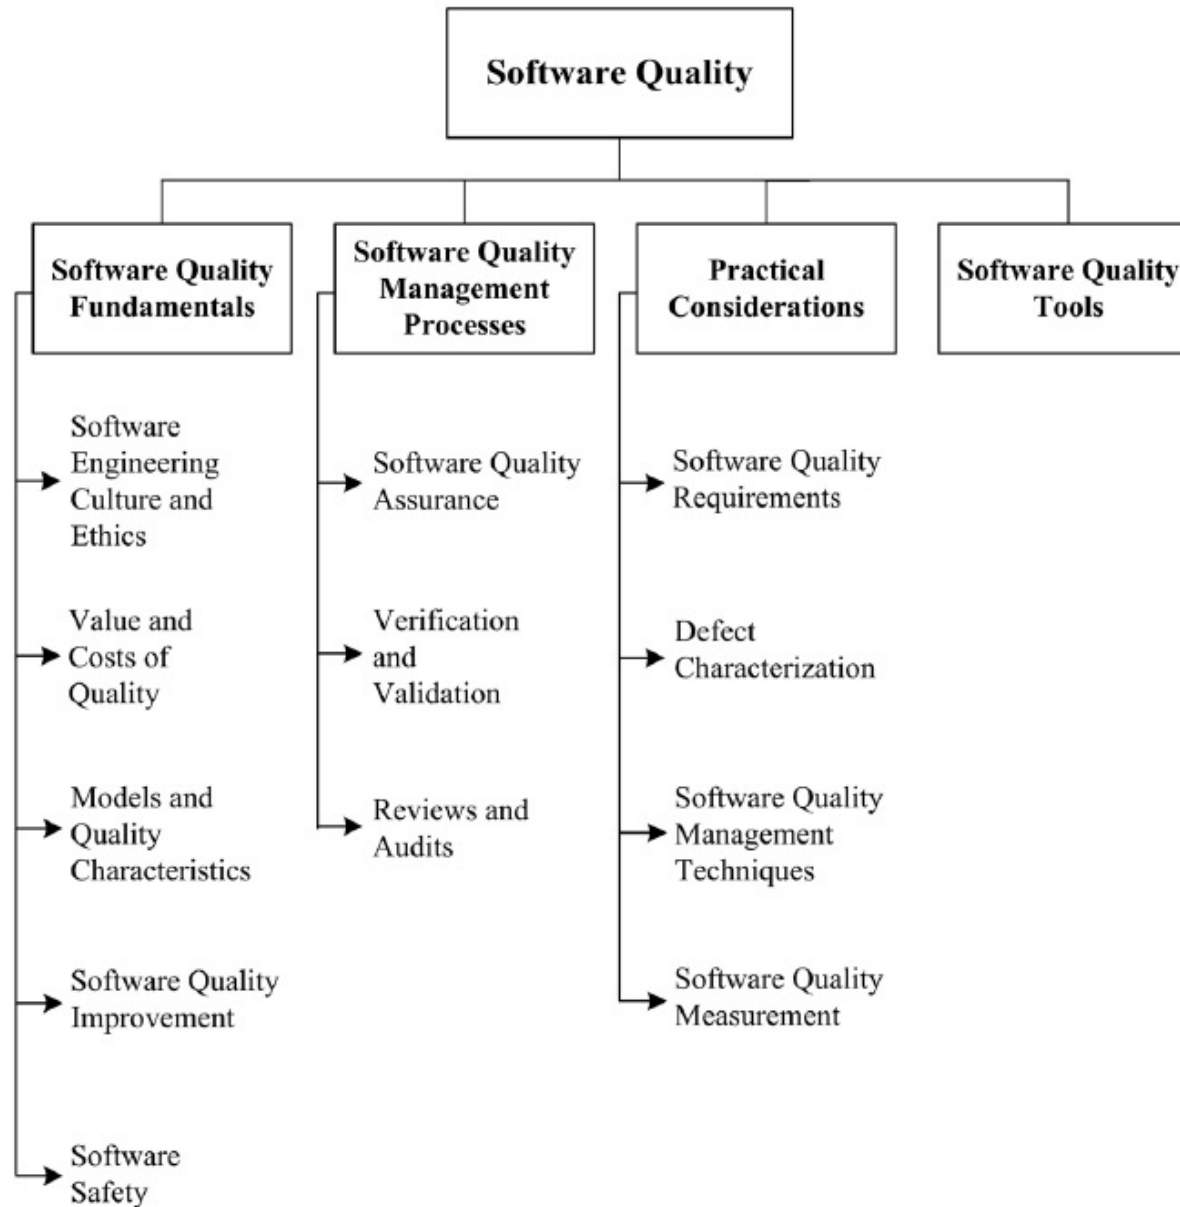 Software Quality
Software Quality
Fundamentals
Software
Engineering
Culture and
Ethics
Value and
Costs of
Quality
Models and
Quality
Characteristics
Software Quality
Improvement
Software
Safety
Software Quality
Management
Processes
Software Quality
Assurance
Verification
and
Validation
Reviews and
Audits
Practical
Considerations
Software Quality
Requirements
Defect
Characterization
Software Quality
Management
Techniques
Software Quality
Measurement
Software Quality
Tools